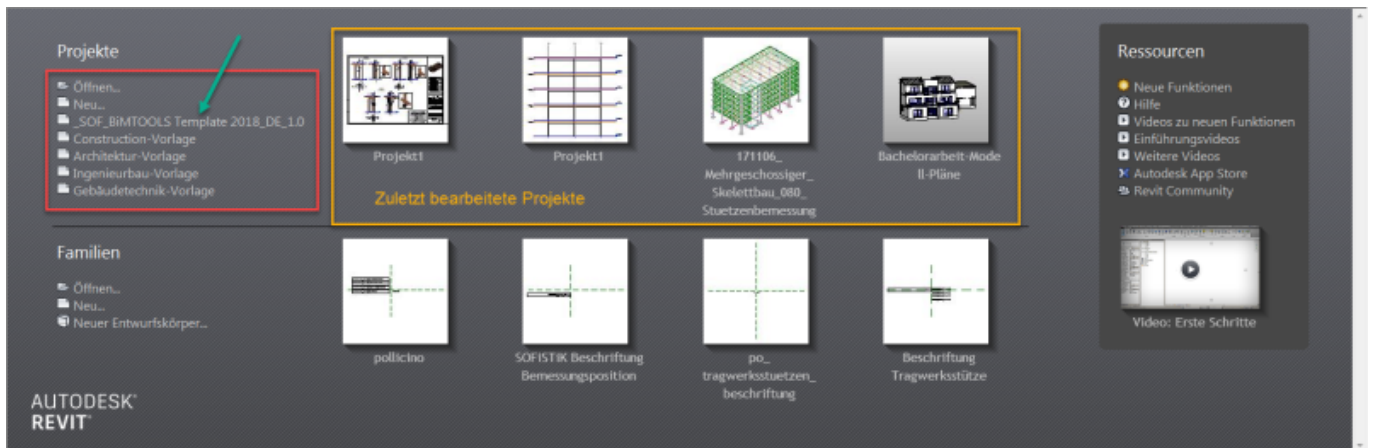 Projekte
Öffnen...
Neu...
_SOF_BiMTOOLS Template 2018_DE_1.0
Construction-Vorlage
Architektur-Vorlage
Ingenieurbau-Vorlage
Gebäudetechnik-Vorlage
Projekt1
Projekt1
171106_
Mehrgeschossiger_
Skelettbau_080_
Stuetzenbemessung
Bachelorarbeit-Mode
ll-Pläne
Zuletzt bearbeitete Projekte
Familien
Öffnen...
Neu...
Neuer Entwurfskörper...
pollicino
SOFiSTiK Beschriftung
Bemessungsposition
po_
tragwerksstuetzen_
beschriftung
Beschriftung
Tragwerksstütze
Ressourcen
Neue Funktionen
Hilfe
Videos zu neuen Funktionen
Einführungsvideos
Weitere Videos
Autodesk App Store
Revit Community
Video: Erste Schritte
AUTODESK®
REVIT®